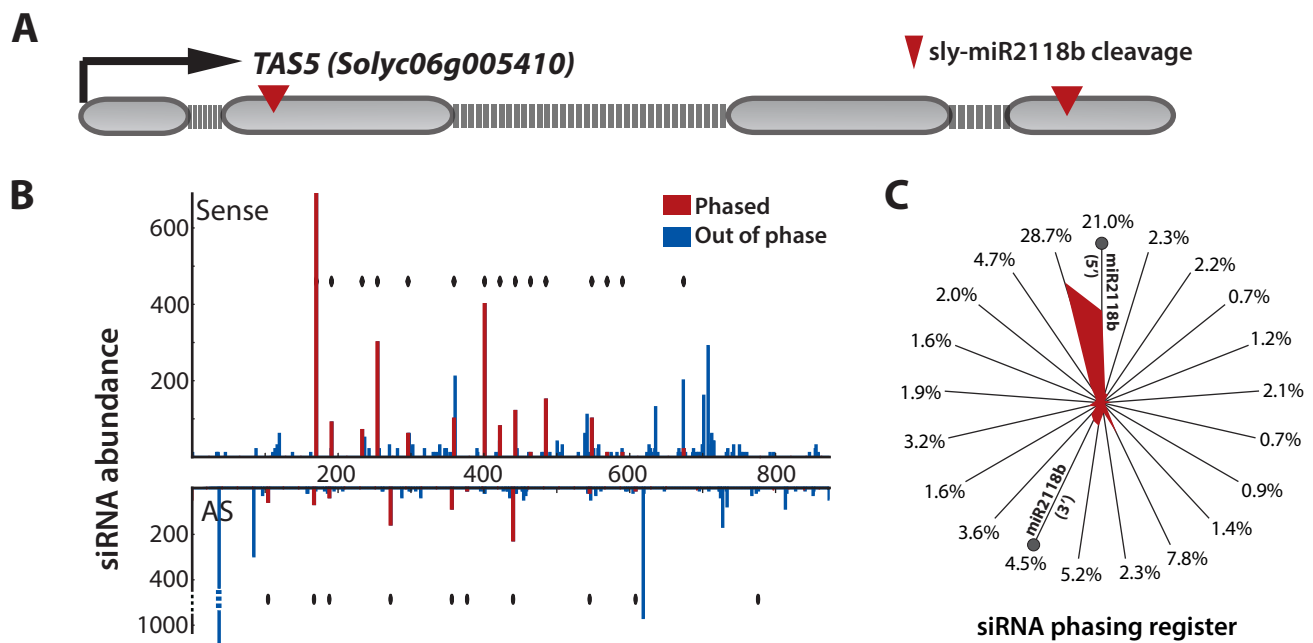 A
TAS5 (Solyc06g005410)
sly-miR2118b cleavage
B
siRNA abundance
Sense
Phased
Out of phase
600
400
200
200
400
600
800
AS
200
400
1000
C
21.0%
2.3%
2.2%
0.7%
1.2%
2.1%
0.7%
0.9%
1.4%
7.8%
2.3%
5.2%
4.5%
3.6%
1.6%
3.2%
1.9%
1.6%
2.0%
4.7%
28.7%
miR2118b
(5′)
miR2118b
(3′)
siRNA phasing register